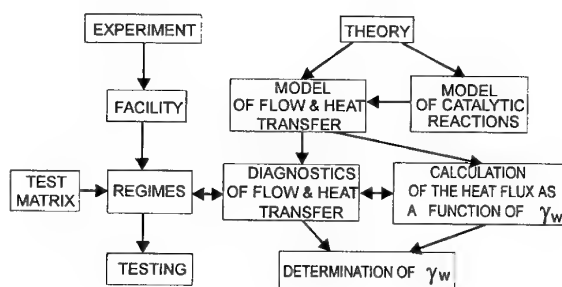 EXPERIMENT
THEORY
FACILITY
MODEL
OF FLOW & HEAT
TRANSFER
MODEL
OF CATALYTIC
REACTIONS
TEST
MATRIX
REGIMES
DIAGNOSTICS
OF FLOW & HEAT
TRANSFER
CALCULATION
OF THE HEAT FLUX AS
A FUNCTION OF γw
TESTING
DETERMINATION OF γw